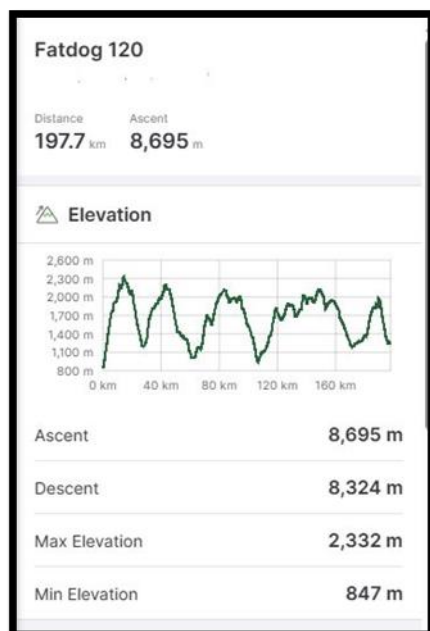 Fatdog 120
Distance Ascent
197.7 km 8,695 m
Elevation
2,600 m
2,300 m
2,000 m
1,700 m
1,400 m
1,100 m
800 m
0 km 40 km 80 km 120 km 160 km
Ascent 8,695 m
Descent 8,324 m
Max Elevation 2,332 m
Min Elevation 847 m